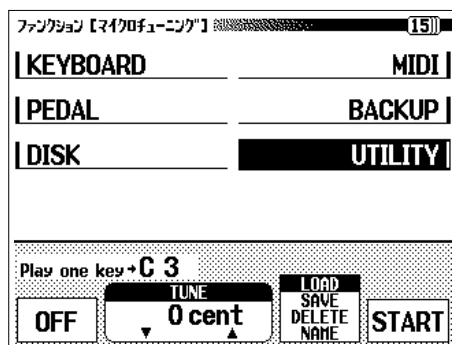 ファンクション【マイクロチューニング】 15
KEYBOARD MIDI
PEDAL BACKUP
DISK UTILITY
Play one key→C 3
TUNE
0 cent
▼ ▲
OFF
LOAD
SAVE
DELETE
NAME
START